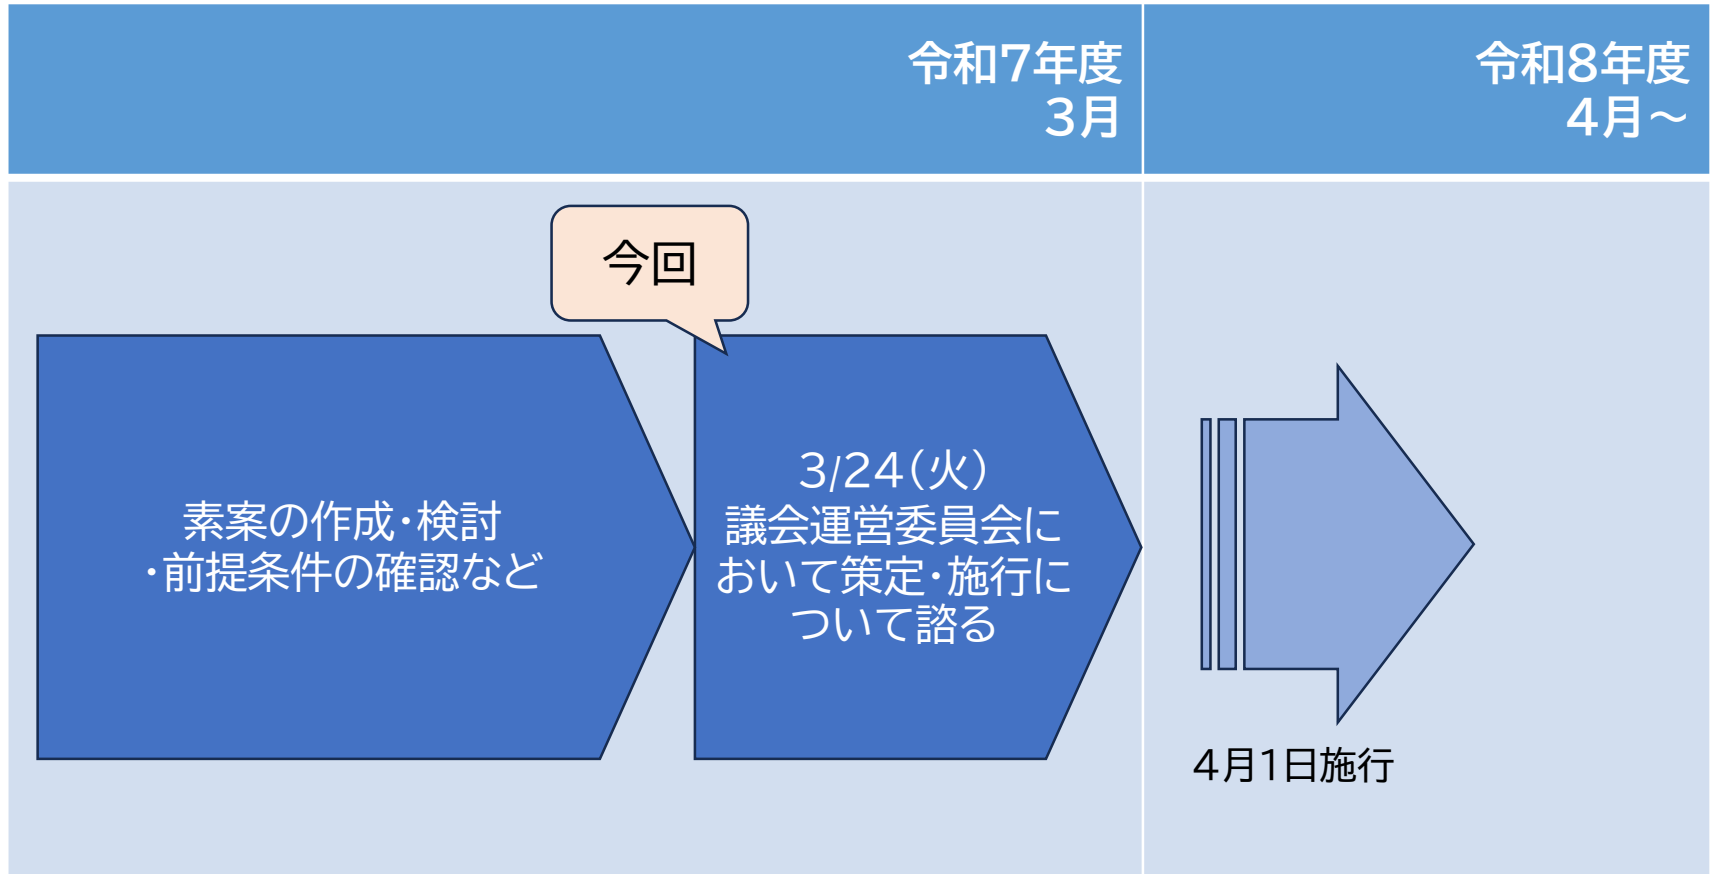 令和7年度
3月
令和8年度
4月~
今回
素案の作成・検討
・前提条件の確認など
3/24(火)
議会運営委員会に
おいて策定・施行に
ついて諮る
4月1日施行